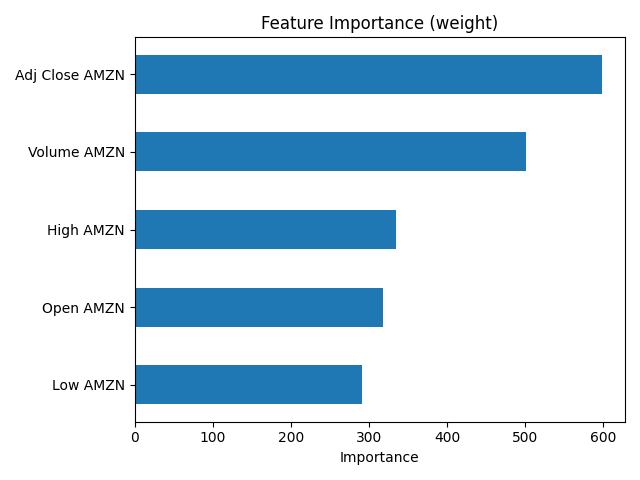 Feature Importance (weight)
Adj Close AMZN
Volume AMZN
High AMZN
Open AMZN
Low AMZN
0 100 200 300 400 500 600
Importance